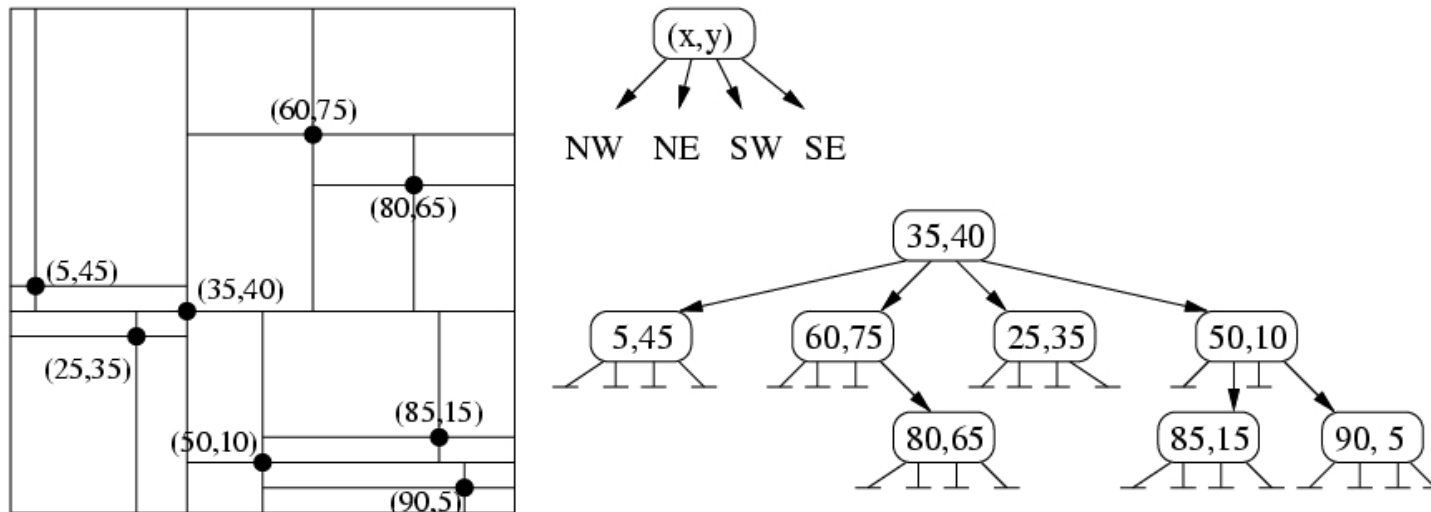 (60,75)
(80,65)
(5,45)
(35,40)
(25,35)
(85,15)
(50,10)
(90,5)
(x,y)
NW NE SW SE
35,40
5,45 60,75 25,35 50,10
80,65 85,15 90, 5